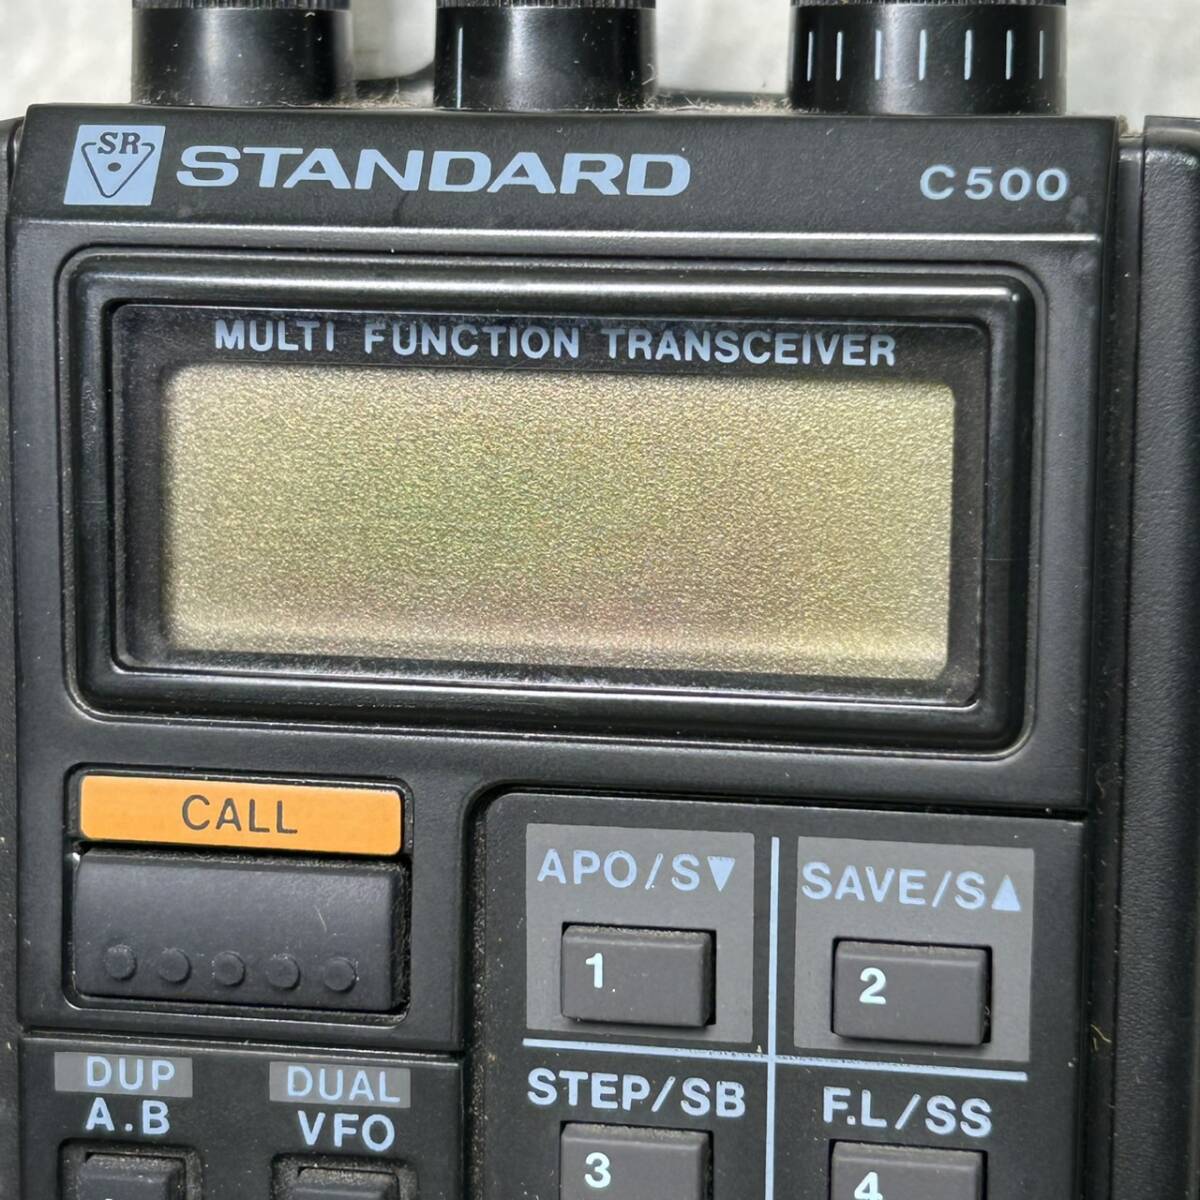 SR STANDARD C500
MULTI FUNCTION TRANSCEIVER
CALL
APO/S▼ SAVE/S▲
1 2
DUP DUAL
A.B VFO
STEP/SB F.L/SS
3 4